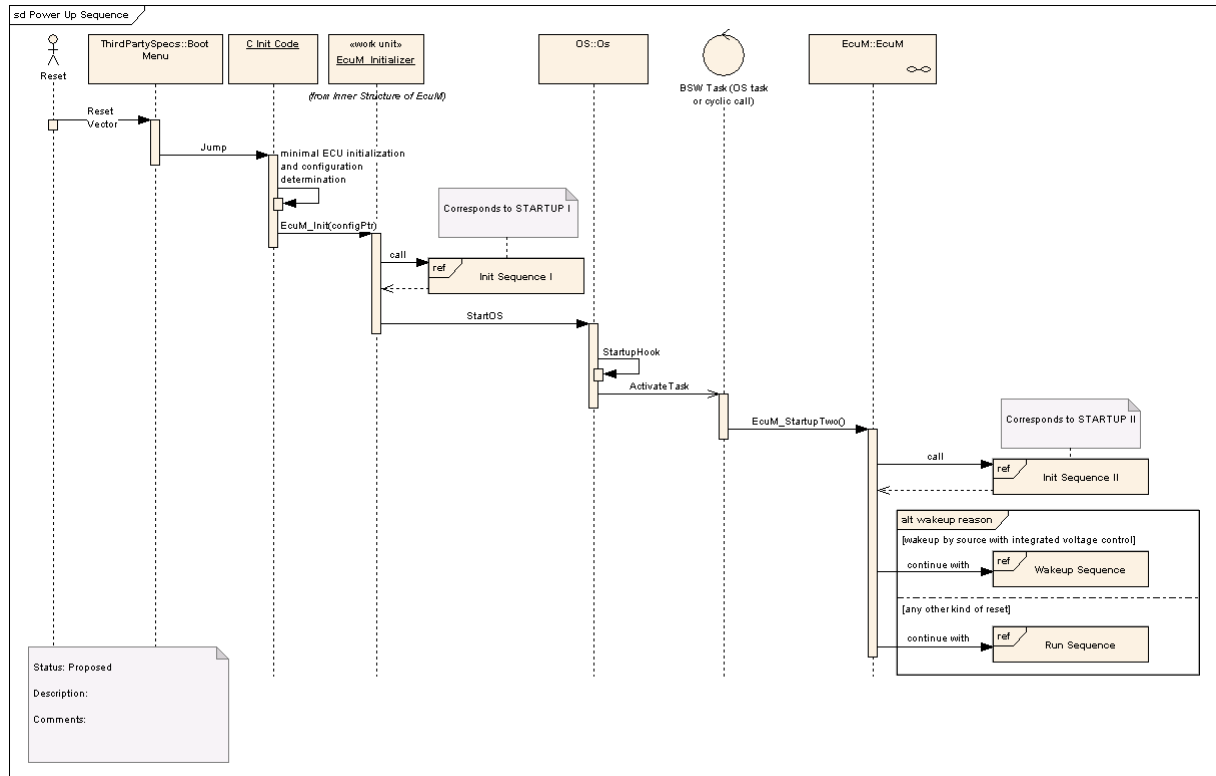 sd Power Up Sequence
Reset
ThirdPartySpecs::Boot
Menu
C Init Code
«work unit»
EcuM_Initializer
(from Inner Structure of EcuM)
OS::Os
BSW Task (OS task
or cyclic call)
EcuM::EcuM
Reset
Vector
Jump
minimal ECU initialization
and configuration
determination
Corresponds to STARTUP I
EcuM_Init(configPtr)
call
ref
Init Sequence I
StartOS
StartupHook
ActivateTask
EcuM_StartupTwo()
Corresponds to STARTUP II
call
ref
Init Sequence II
alt wakeup reason
[wakeup by source with integrated voltage control]
continue with
ref
Wakeup Sequence
[any other kind of reset]
continue with
ref
Run Sequence
Status: Proposed
Description:
Comments: